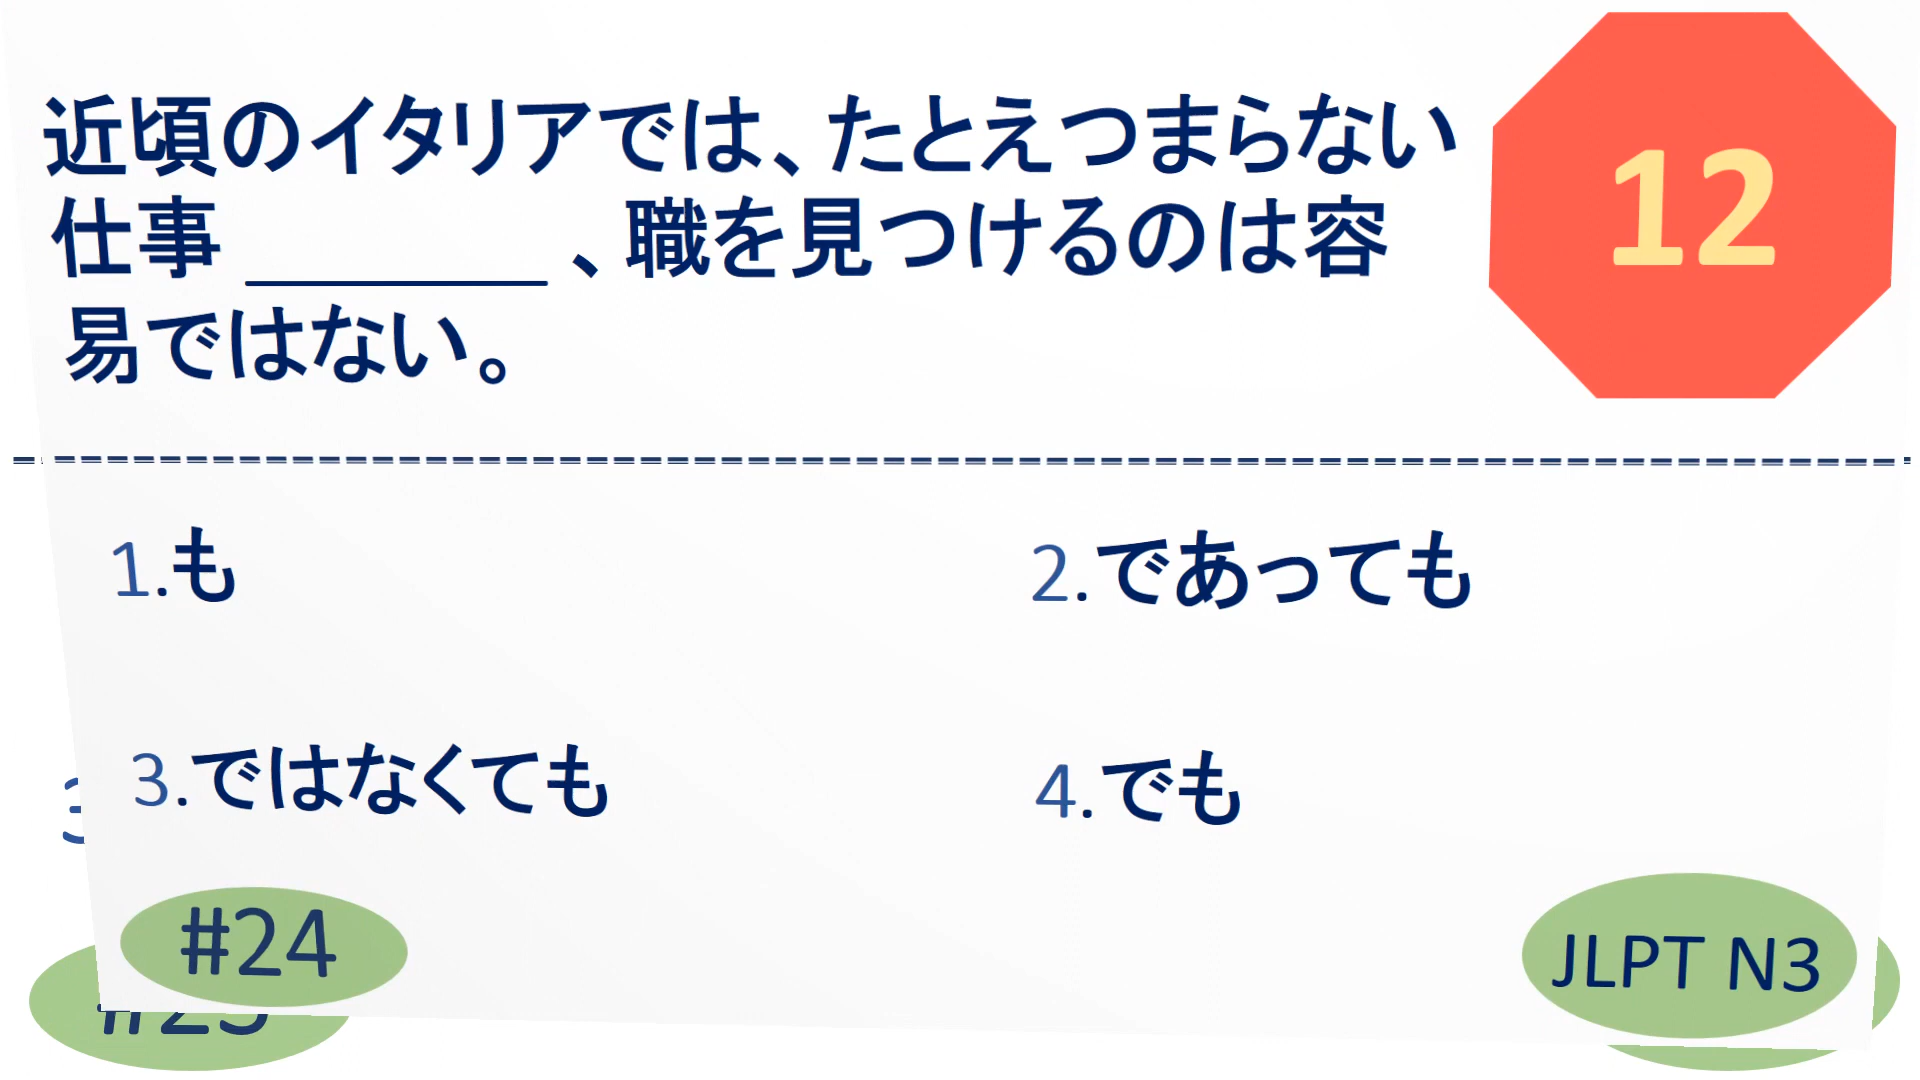 近頃のイタリアでは、たとえつまらない
仕事 ________ 、職を見つけるのは容
易ではない。
12
1.も
2.であっても
3.ではなくても
4.でも
#24
JLPT N3